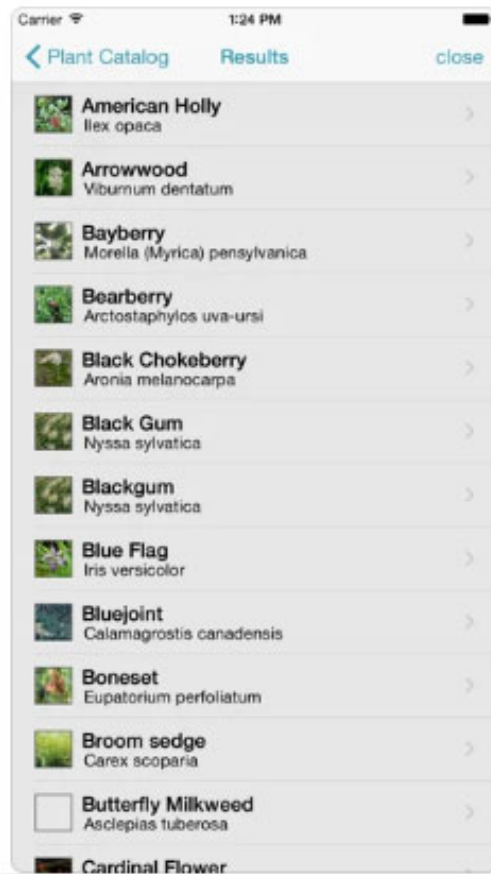 Carrier 1:24 PM
Plant Catalog Results close
American Holly
Ilex opaca
Arrowwood
Viburnum dentatum
Bayberry
Morella (Myrica) pensylvanica
Bearberry
Arctostaphylos uva-ursi
Black Chokeberry
Aronia melanocarpa
Black Gum
Nyssa sylvatica
Blackgum
Nyssa sylvatica
Blue Flag
Iris versicolor
Bluejoint
Calamagrostis canadensis
Boneset
Eupatorium perfoliatum
Broom sedge
Carex scoparia
Butterfly Milkweed
Asclepias tuberosa
Cardinal Flower